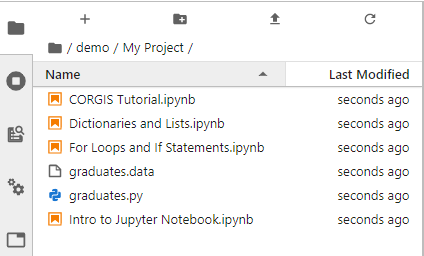 / demo / My Project /
Name Last Modified
CORGIS Tutorial.ipynb seconds ago
Dictionaries and Lists.ipynb seconds ago
For Loops and If Statements.ipynb seconds ago
graduates.data seconds ago
graduates.py seconds ago
Intro to Jupyter Notebook.ipynb seconds ago